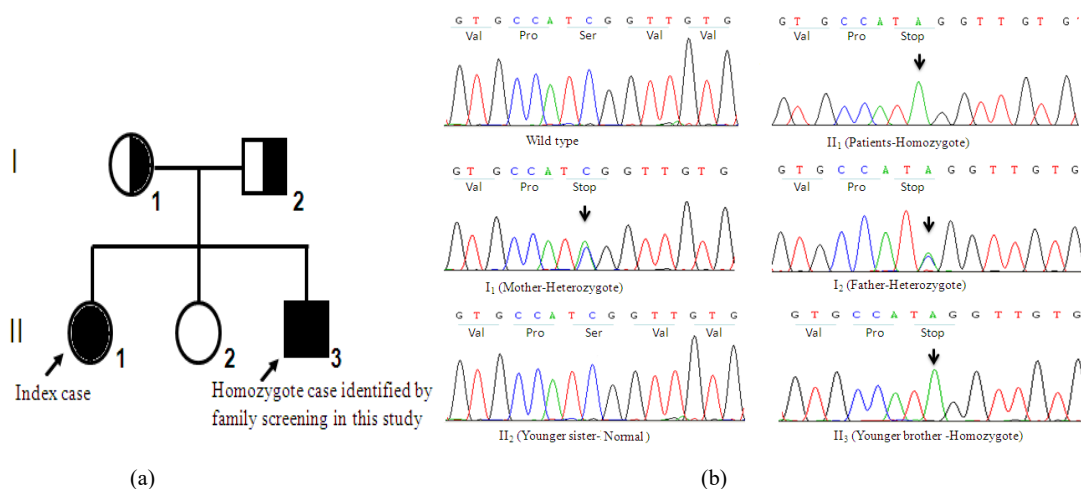 I
1
2
II
1
2
3
Index case
Homozygote case identified by
family screening in this study
(a)
G T G C C A T C G G T T G T G
Val Pro Ser Val Val
Wild type
G T G C C A T A G G T T G T G
Val Pro Stop
II1 (Patients-Homozygote)
G T G C C A T C G G T T G T G
Val Pro Stop
I1 (Mother-Heterozygote)
G T G C C A T A G G T T G T G
Val Pro Stop
I2 (Father-Heterozygote)
G T G C C A T C G G T T G T G
Val Pro Ser Val Val
II2 (Younger sister- Normal )
G T G C C A T A G G T T G T G
Val Pro Stop
II3 (Younger brother -Homozygote)
(b)